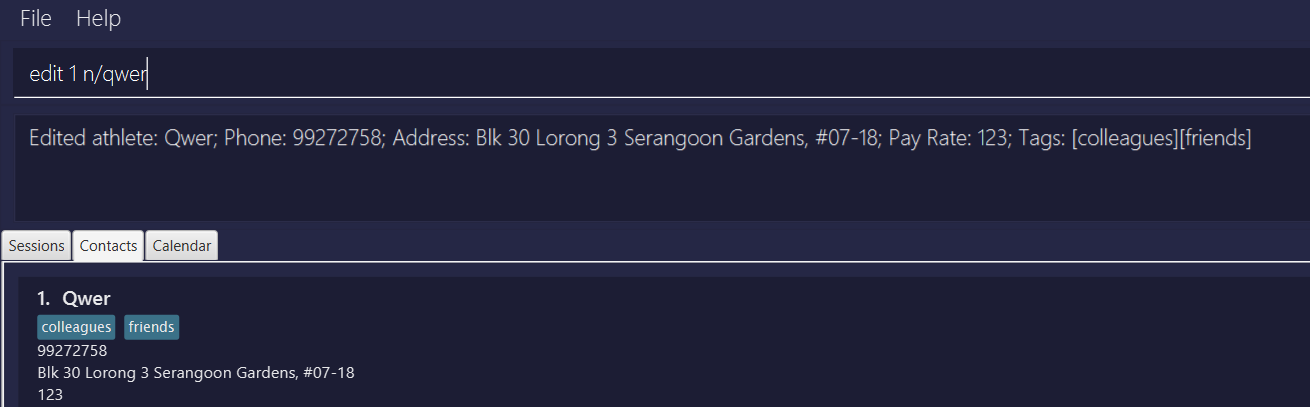 File Help
edit 1 n/qwer
Edited athlete: Qwer; Phone: 99272758; Address: Blk 30 Lorong 3 Serangoon Gardens, #07-18; Pay Rate: 123; Tags: [colleagues][friends]
Sessions Contacts Calendar
1. Qwer
colleagues friends
99272758
Blk 30 Lorong 3 Serangoon Gardens, #07-18
123